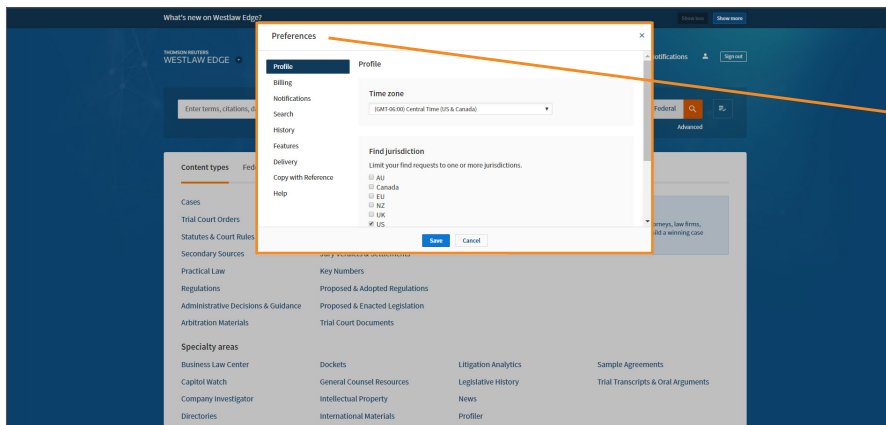 What's new on Westlaw Edge?
Show less Show more
Preferences ×
THOMSON REUTERS
WESTLAW EDGE
otifications Sign out
Profile
Billing
Notifications
Search
History
Features
Delivery
Copy with Reference
Help
Profile
Time zone
(GMT-06:00) Central Time (US & Canada)
Find jurisdiction
Limit your find requests to one or more jurisdictions.
AU
Canada
EU
NZ
UK
US
Save Cancel
Enter terms, citations, da
Federal
Advanced
Content types Fede
Cases
Trial Court Orders
Statutes & Court Rules
Secondary Sources
Practical Law
Regulations
Administrative Decisions & Guidance
Arbitration Materials
Jury Verdicts & Settlements
Key Numbers
Proposed & Adopted Regulations
Proposed & Enacted Legislation
Trial Court Documents
orneys, law firms,
ild a winning case
Specialty areas
Business Law Center
Capitol Watch
Company Investigator
Directories
Dockets
General Counsel Resources
Intellectual Property
International Materials
Litigation Analytics
Legislative History
News
Profiler
Sample Agreements
Trial Transcripts & Oral Arguments